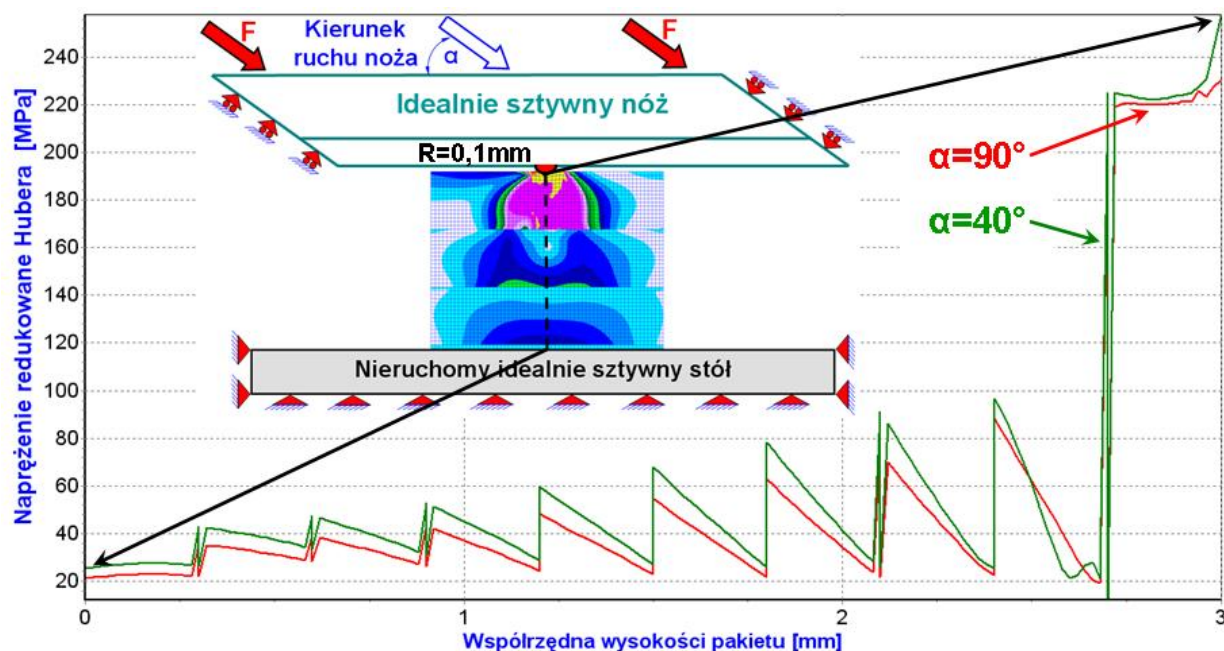 F
Kierunek
ruchu noża
α
F
Idealnie sztywny nóż
R=0,1mm
α=90°
α=40°
Nieruchomy idealnie sztywny stół
Naprężenie redukowane Hubera [MPa]
240
220
200
180
160
140
120
100
80
60
40
20
0
1
2
3
Współrzędna wysokości pakietu [mm]